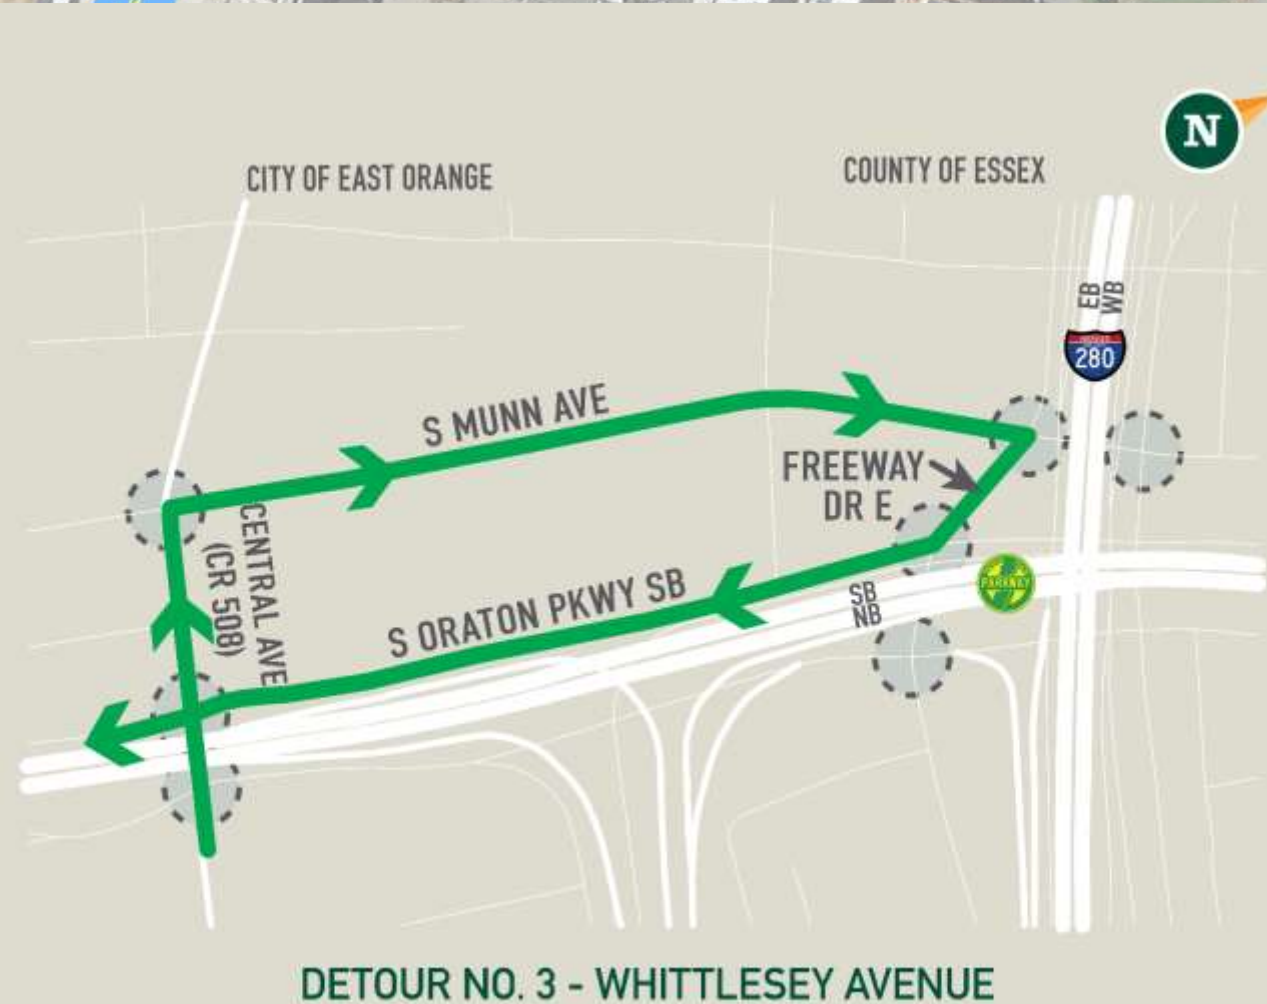 N
CITY OF EAST ORANGE
COUNTY OF ESSEX
EB
WB
280
S MUNN AVE
FREEWAY
DR E
CENTRAL AVE
(CR 508)
S ORATON PKWY SB
SB
NB
PARKWAY
DETOUR NO. 3 - WHITTLESEY AVENUE